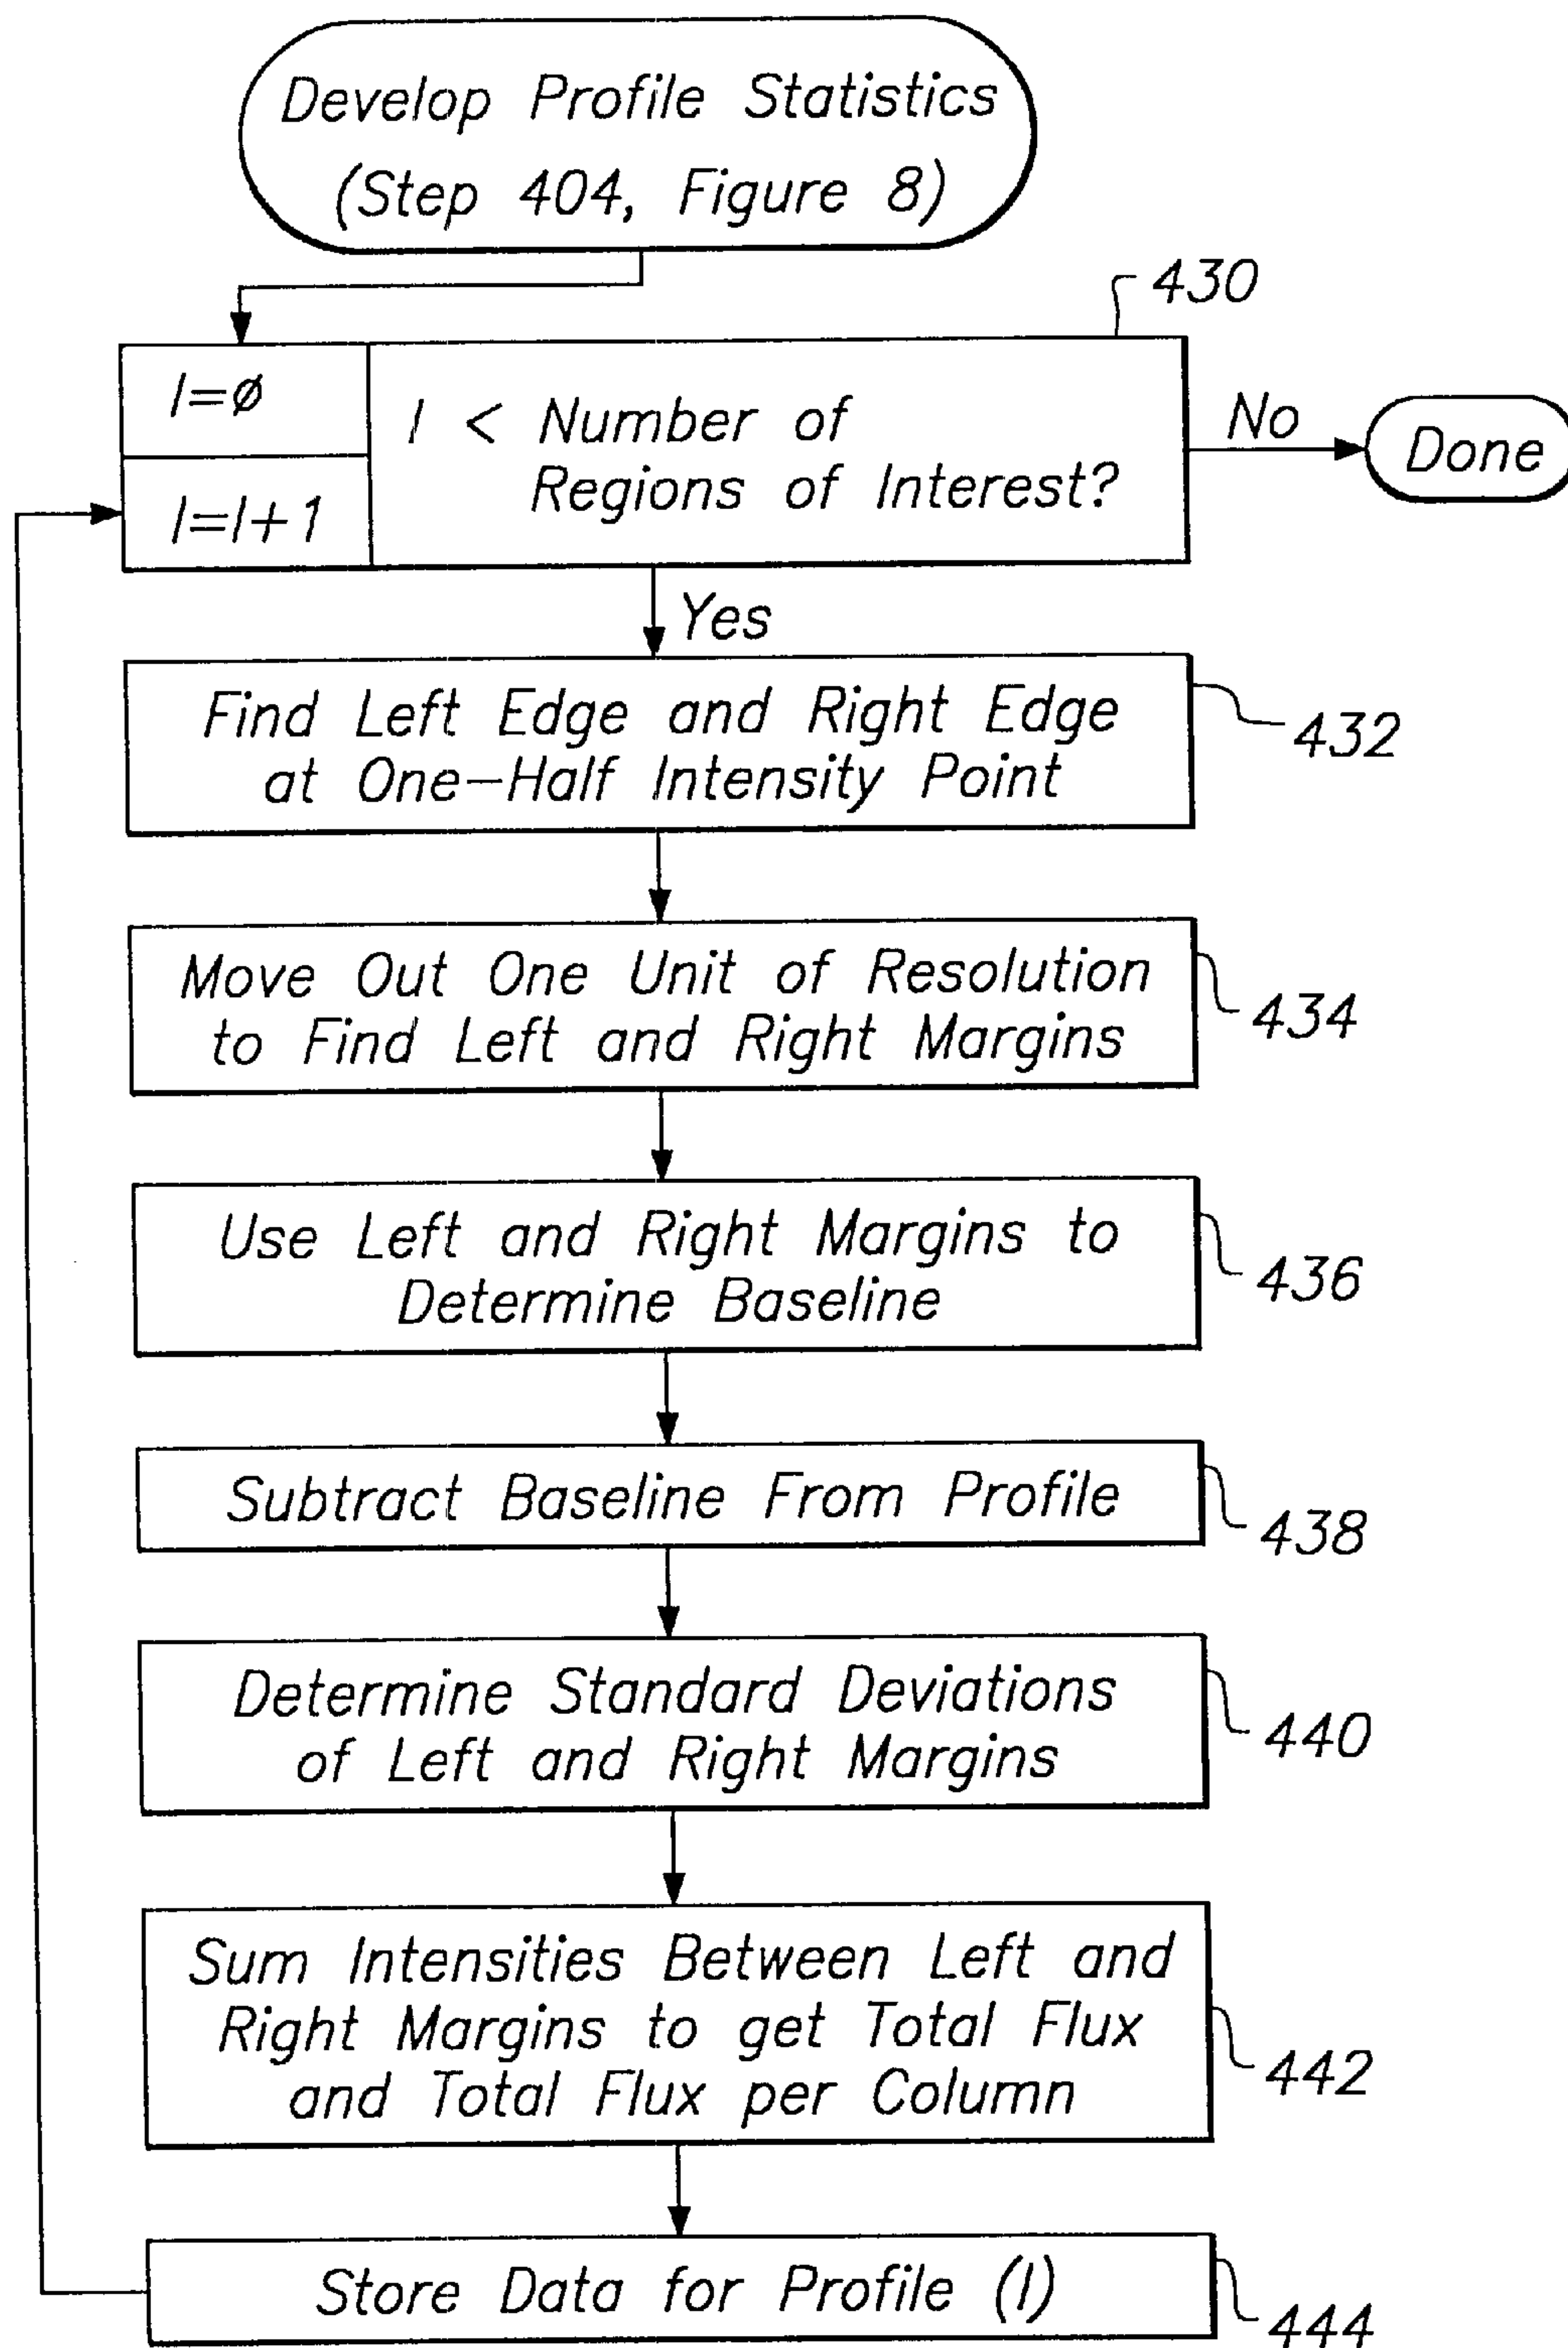 Develop Profile Statistics
(Step 404, Figure 8)
430
I=ø
I < Number of
Regions of Interest?
No
Done
I=I+1
Yes
Find Left Edge and Right Edge
at One-Half Intensity Point
432
Move Out One Unit of Resolution
to Find Left and Right Margins
434
Use Left and Right Margins to
Determine Baseline
436
Subtract Baseline From Profile
438
Determine Standard Deviations
of Left and Right Margins
440
Sum Intensities Between Left and
Right Margins to get Total Flux
and Total Flux per Column
442
Store Data for Profile (I)
444